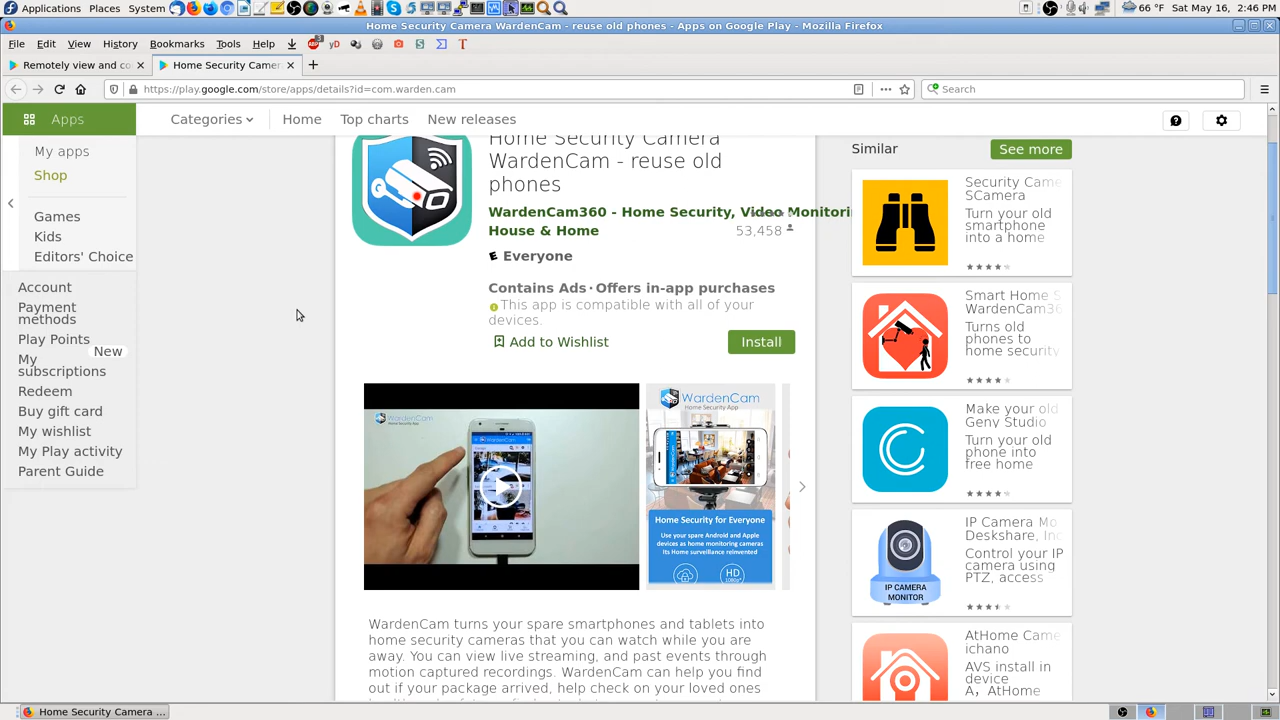 Applications Places System 66 °F Sat May 16, 2:46 PM
Home Security Camera WardenCam - reuse old phones - Apps on Google Play - Mozilla Firefox
File Edit View History Bookmarks Tools Help
Remotely view and co
Home Security Camer
https://play.google.com/store/apps/details?id=com.warden.cam
Search
Apps
Categories Home Top charts New releases
My apps
Shop
Games
Kids
Editors' Choice
Account
Payment
methods
Play Points
New
My
subscriptions
Redeem
Buy gift card
My wishlist
My Play activity
Parent Guide
Home Security Camera
WardenCam - reuse old
phones
WardenCam360 - Home Security, Video Monitori
House & Home
53,458
Everyone
Contains Ads · Offers in-app purchases
This app is compatible with all of your
devices.
Add to Wishlist
Install
WardenCam
Home Security App
WardenCam
Home Security App
Home Security for Everyone
Use your spare Android and Apple
devices as home monitoring cameras
Its Home surveillance reinvented
HD
1080p*
WardenCam turns your spare smartphones and tablets into
home security cameras that you can watch while you are
away. You can view live streaming, and past events through
motion captured recordings. WardenCam can help you find
out if your package arrived, help check on your loved ones
Similar
See more
Security Came
SCamera
Turn your old
smartphone
into a home
Smart Home S
WardenCam36
Turns old
phones to
home security
Make your old
Geny Studio
Turn your old
phone into
free home
IP CAMERA
MONITOR
IP Camera Mo
Deskshare, Inc
Control your IP
camera using
PTZ, access
AtHome Came
ichano
AVS install in
device
A，AtHome
Home Security Camera ...